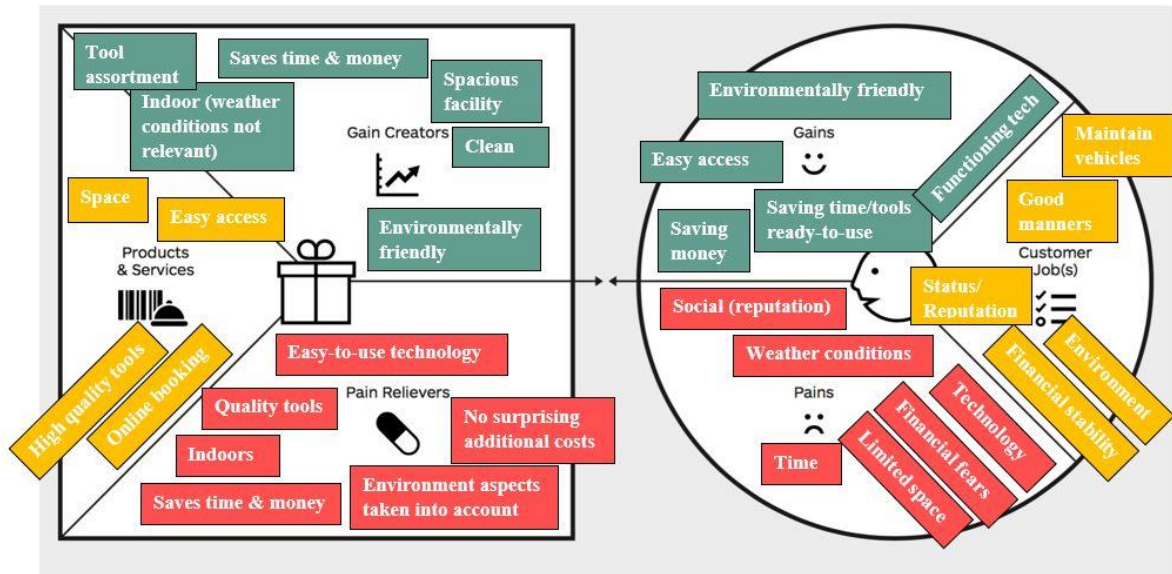 Tool
assortment
Saves time & money
Indoor (weather
conditions not
relevant)
Spacious
facility
Gain Creators
Clean
Space
Easy access
Environmentally
friendly
Products
& Services
High quality tools
Online booking
Easy-to-use technology
Quality tools
Pain Relievers
No surprising
additional costs
Indoors
Saves time & money
Environment aspects
taken into account
Environmentally friendly
Gains
Functioning tech
Easy access
Saving time/tools
ready-to-use
Saving
money
Maintain
vehicles
Good
manners
Customer
Job(s)
Status/
Reputation
Environment
Financial stability
Social (reputation)
Weather conditions
Pains
Technology
Financial fears
Limited space
Time